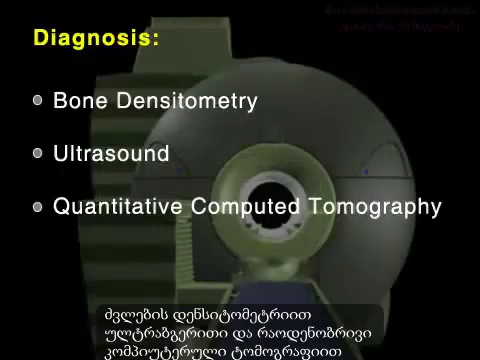 Diagnosis:
Bone Densitometry
Ultrasound
Quantitative Computed Tomography
ძვლების დენსიტომეტრიით
ულტრაბგერითი და რაოდენობრივი
კომპიუტერული ტომოგრაფიით